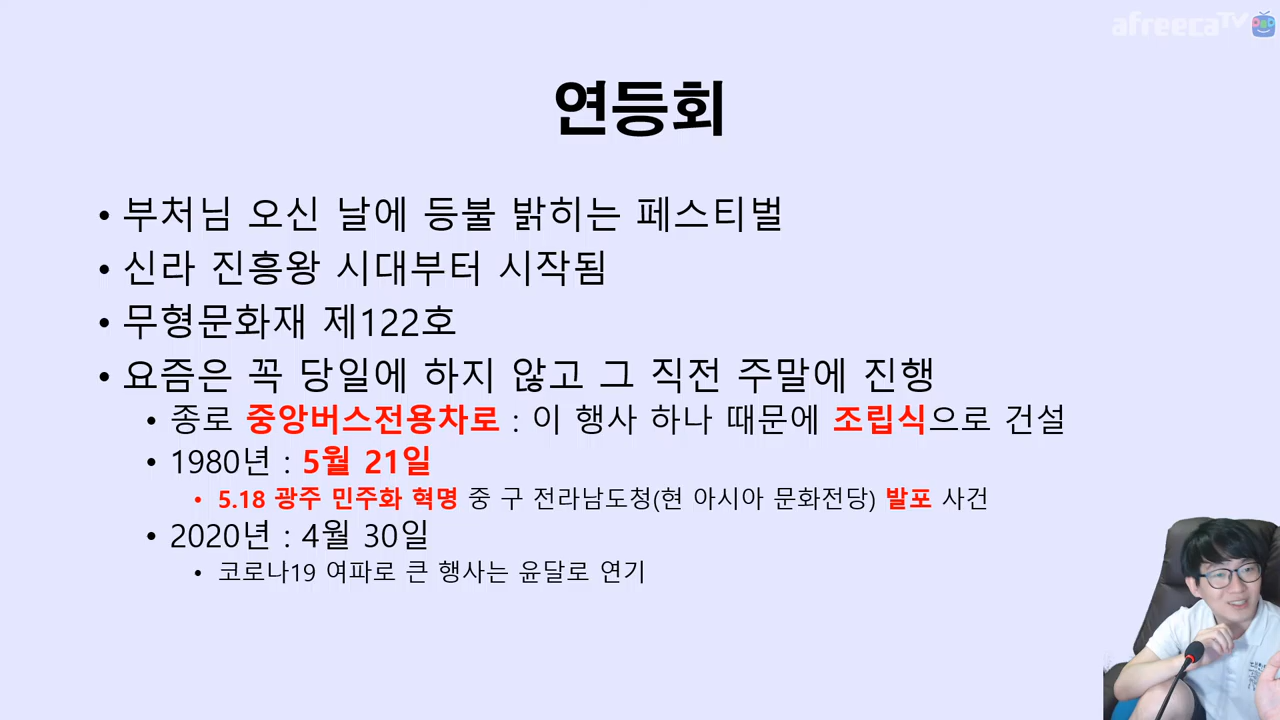 afreecaTV
연등회
• 부처님 오신 날에 등불 밝히는 페스티벌
• 신라 진흥왕 시대부터 시작됨
• 무형문화재 제122호
• 요즘은 꼭 당일에 하지 않고 그 직전 주말에 진행
• 종로 중앙버스전용차로 : 이 행사 하나 때문에 조립식으로 건설
• 1980년 : 5월 21일
• 5.18 광주 민주화 혁명 중 구 전라남도청(현 아시아 문화전당) 발포 사건
• 2020년 : 4월 30일
• 코로나19 여파로 큰 행사는 윤달로 연기